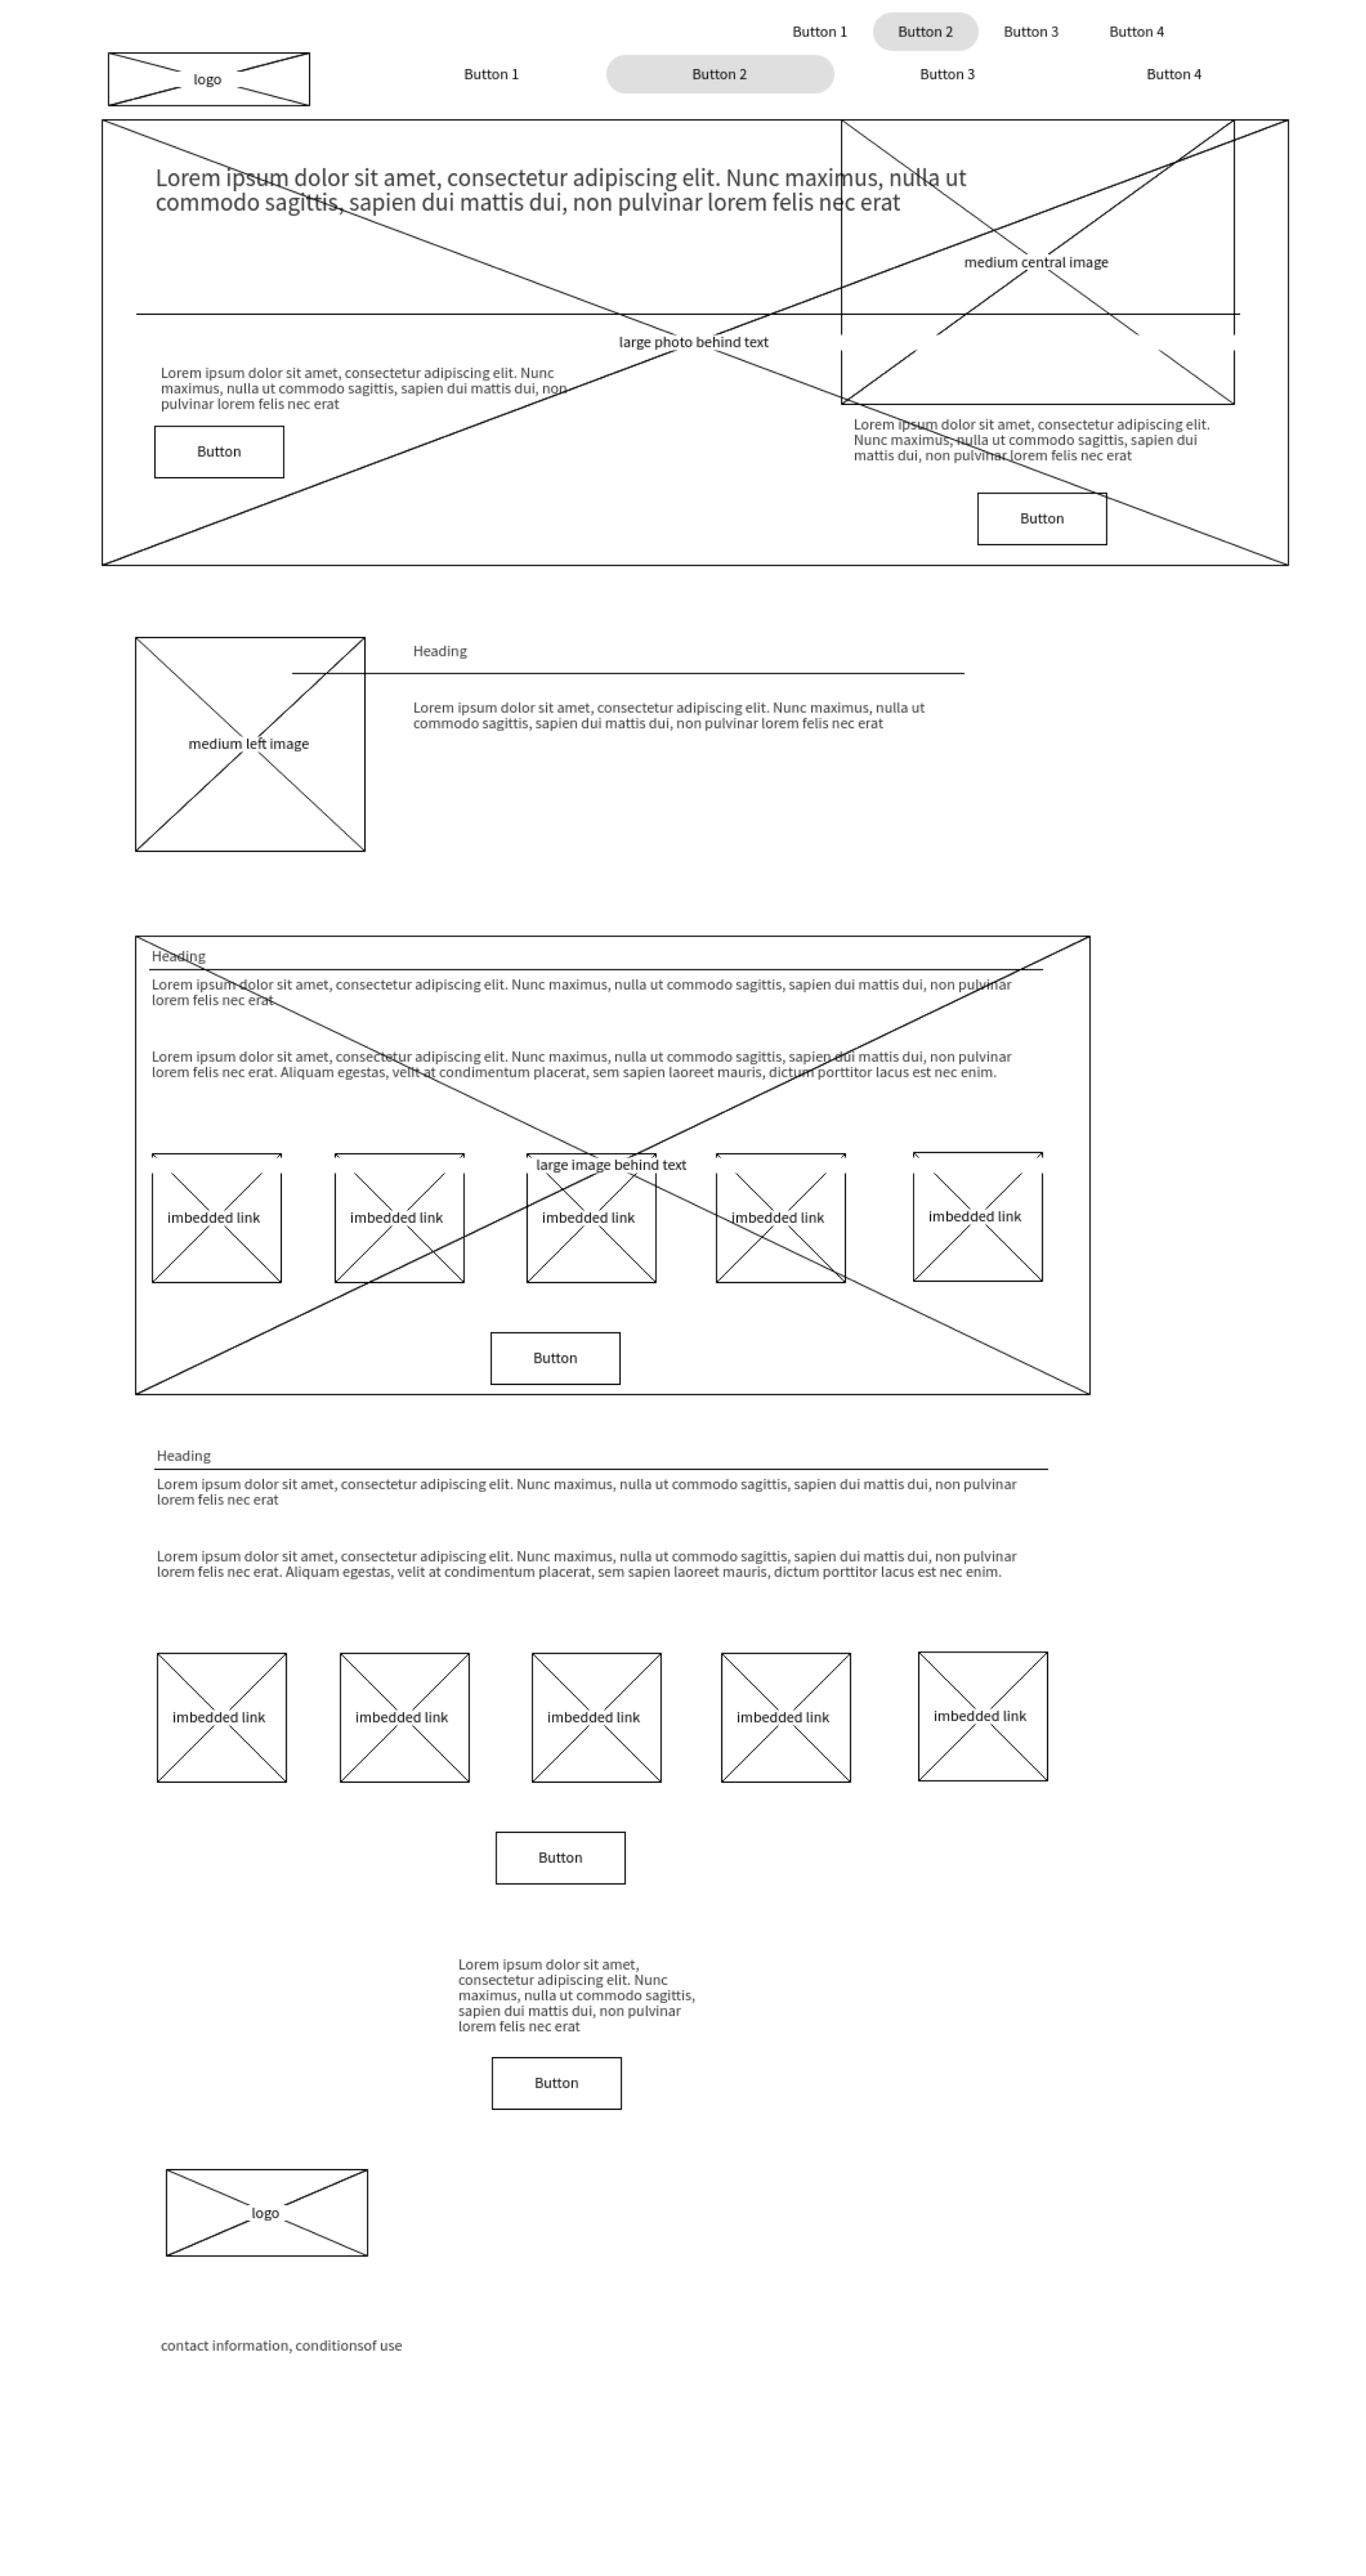 Button 1 Button 2 Button 3 Button 4
logo
Button 1 Button 2 Button 3 Button 4
Lorem ipsum dolor sit amet, consectetur adipiscing elit. Nunc maximus, nulla ut
commodo sagittis, sapien dui mattis dui, non pulvinar lorem felis nec erat
medium central image
large photo behind text
Lorem ipsum dolor sit amet, consectetur adipiscing elit. Nunc
maximus, nulla ut commodo sagittis, sapien dui mattis dui, non
pulvinar lorem felis nec erat
Button
Lorem ipsum dolor sit amet, consectetur adipiscing elit.
Nunc maximus, nulla ut commodo sagittis, sapien dui
mattis dui, non pulvinar lorem felis nec erat
Button
medium left image
Heading
Lorem ipsum dolor sit amet, consectetur adipiscing elit. Nunc maximus, nulla ut
commodo sagittis, sapien dui mattis dui, non pulvinar lorem felis nec erat
Heading
Lorem ipsum dolor sit amet, consectetur adipiscing elit. Nunc maximus, nulla ut commodo sagittis, sapien dui mattis dui, non pulvinar
lorem felis nec erat
Lorem ipsum dolor sit amet, consectetur adipiscing elit. Nunc maximus, nulla ut commodo sagittis, sapien dui mattis dui, non pulvinar
lorem felis nec erat. Aliquam egestas, velit at condimentum placerat, sem sapien laoreet mauris, dictum porttitor lacus est nec enim.
large image behind text
imbedded link imbedded link imbedded link imbedded link imbedded link
Button
Heading
Lorem ipsum dolor sit amet, consectetur adipiscing elit. Nunc maximus, nulla ut commodo sagittis, sapien dui mattis dui, non pulvinar
lorem felis nec erat
Lorem ipsum dolor sit amet, consectetur adipiscing elit. Nunc maximus, nulla ut commodo sagittis, sapien dui mattis dui, non pulvinar
lorem felis nec erat. Aliquam egestas, velit at condimentum placerat, sem sapien laoreet mauris, dictum porttitor lacus est nec enim.
imbedded link imbedded link imbedded link imbedded link imbedded link
Button
Lorem ipsum dolor sit amet,
consectetur adipiscing elit. Nunc
maximus, nulla ut commodo sagittis,
sapien dui mattis dui, non pulvinar
lorem felis nec erat
Button
logo
contact information, conditionsof use